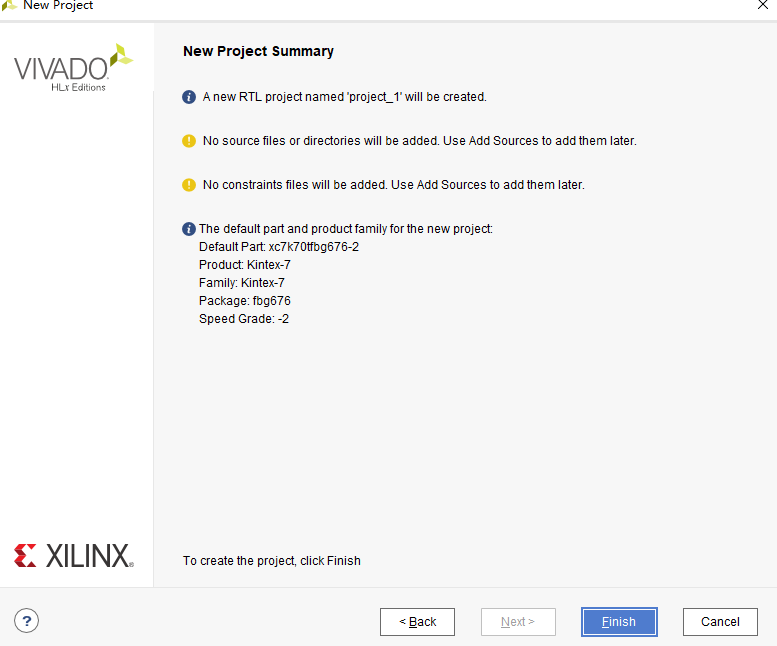 New Project
VIVADO
HLx Editions
New Project Summary
A new RTL project named 'project_1' will be created.
No source files or directories will be added. Use Add Sources to add them later.
No constraints files will be added. Use Add Sources to add them later.
The default part and product family for the new project:
Default Part: xc7k70tfbg676-2
Product: Kintex-7
Family: Kintex-7
Package: fbg676
Speed Grade: -2
XILINX®
To create the project, click Finish
?
< Back
Next >
Finish
Cancel